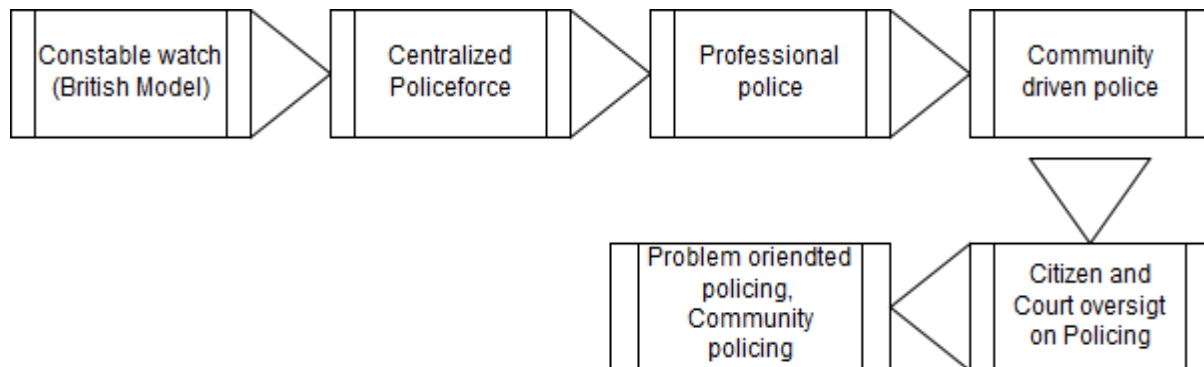 Constable watch
(British Model)
Centralized
Policeforce
Professional
police
Community
driven police
Citizen and
Court oversigt
on Policing
Problem oriendted
policing,
Community
policing